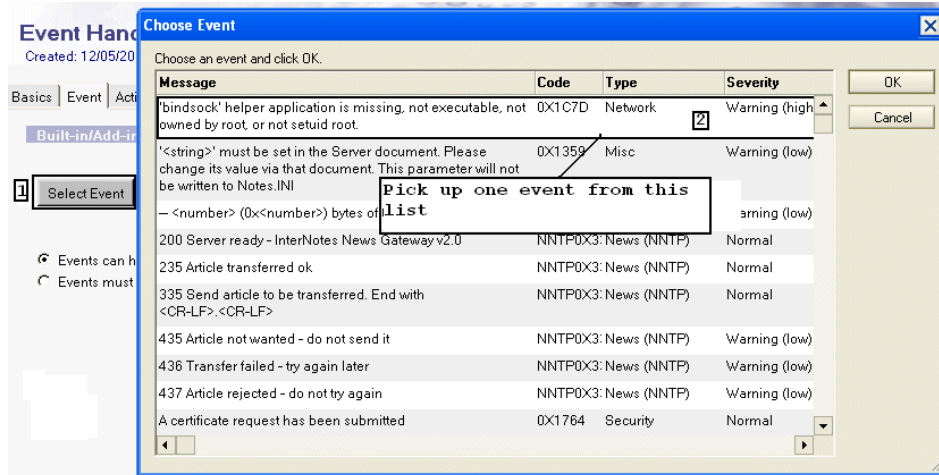 Event Hand
Created: 12/05/20
Basics Event Acti
Built-in/Add-in
1
Select Event
Events can h
Events must
Choose Event
Choose an event and click OK.
Message Code Type Severity
'bindsock' helper application is missing, not executable, not owned by root, or not setuid root. 0X1C7D Network Warning (high
2
'<string>' must be set in the Server document. Please change its value via that document. This parameter will not be written to Notes.INI 0X1359 Misc Warning (low)
Pick up one event from this
list
– <number> (0x<number>) bytes of arning (low)
200 Server ready - InterNotes News Gateway v2.0 NNTP0X3: News (NNTP) Normal
235 Article transferred ok NNTP0X3: News (NNTP) Normal
335 Send article to be transferred. End with <CR-LF>.<CR-LF> NNTP0X3: News (NNTP) Normal
435 Article not wanted - do not send it NNTP0X3: News (NNTP) Warning (low)
436 Transfer failed - try again later NNTP0X3: News (NNTP) Warning (low)
437 Article rejected - do not try again NNTP0X3: News (NNTP) Warning (low)
A certificate request has been submitted 0X1764 Security Normal
OK
Cancel